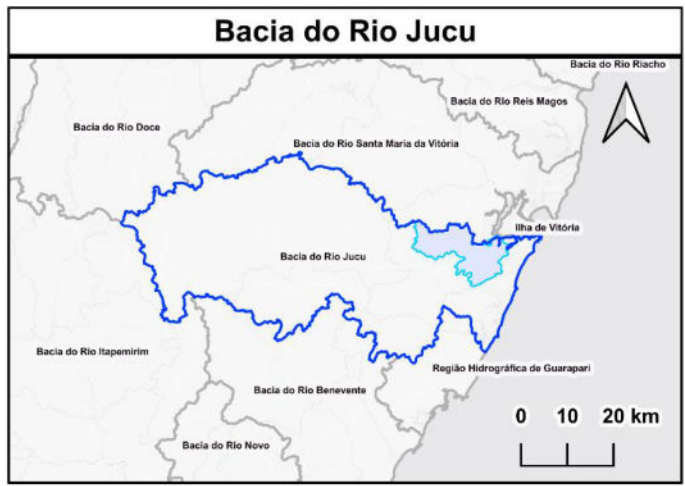 Bacia do Rio Jucu
Bacia do Rio Riacho
Bacia do Rio Reis Magos
Bacia do Rio Doce
Bacia do Rio Santa Maria da Vitória
Ilha de Vitória
Bacia do Rio Jucu
Bacia do Rio Itapemirim
Região Hidrográfica de Guarapari
Bacia do Rio Benevente
Bacia do Rio Novo
0 10 20 km